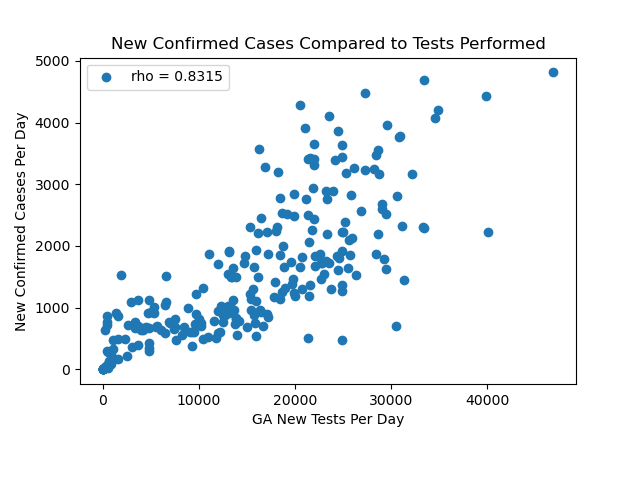 New Confirmed Cases Compared to Tests Performed
rho = 0.8315
New Confirmed Caeses Per Day
5000
4000
3000
2000
1000
0
0 10000 20000 30000 40000
GA New Tests Per Day